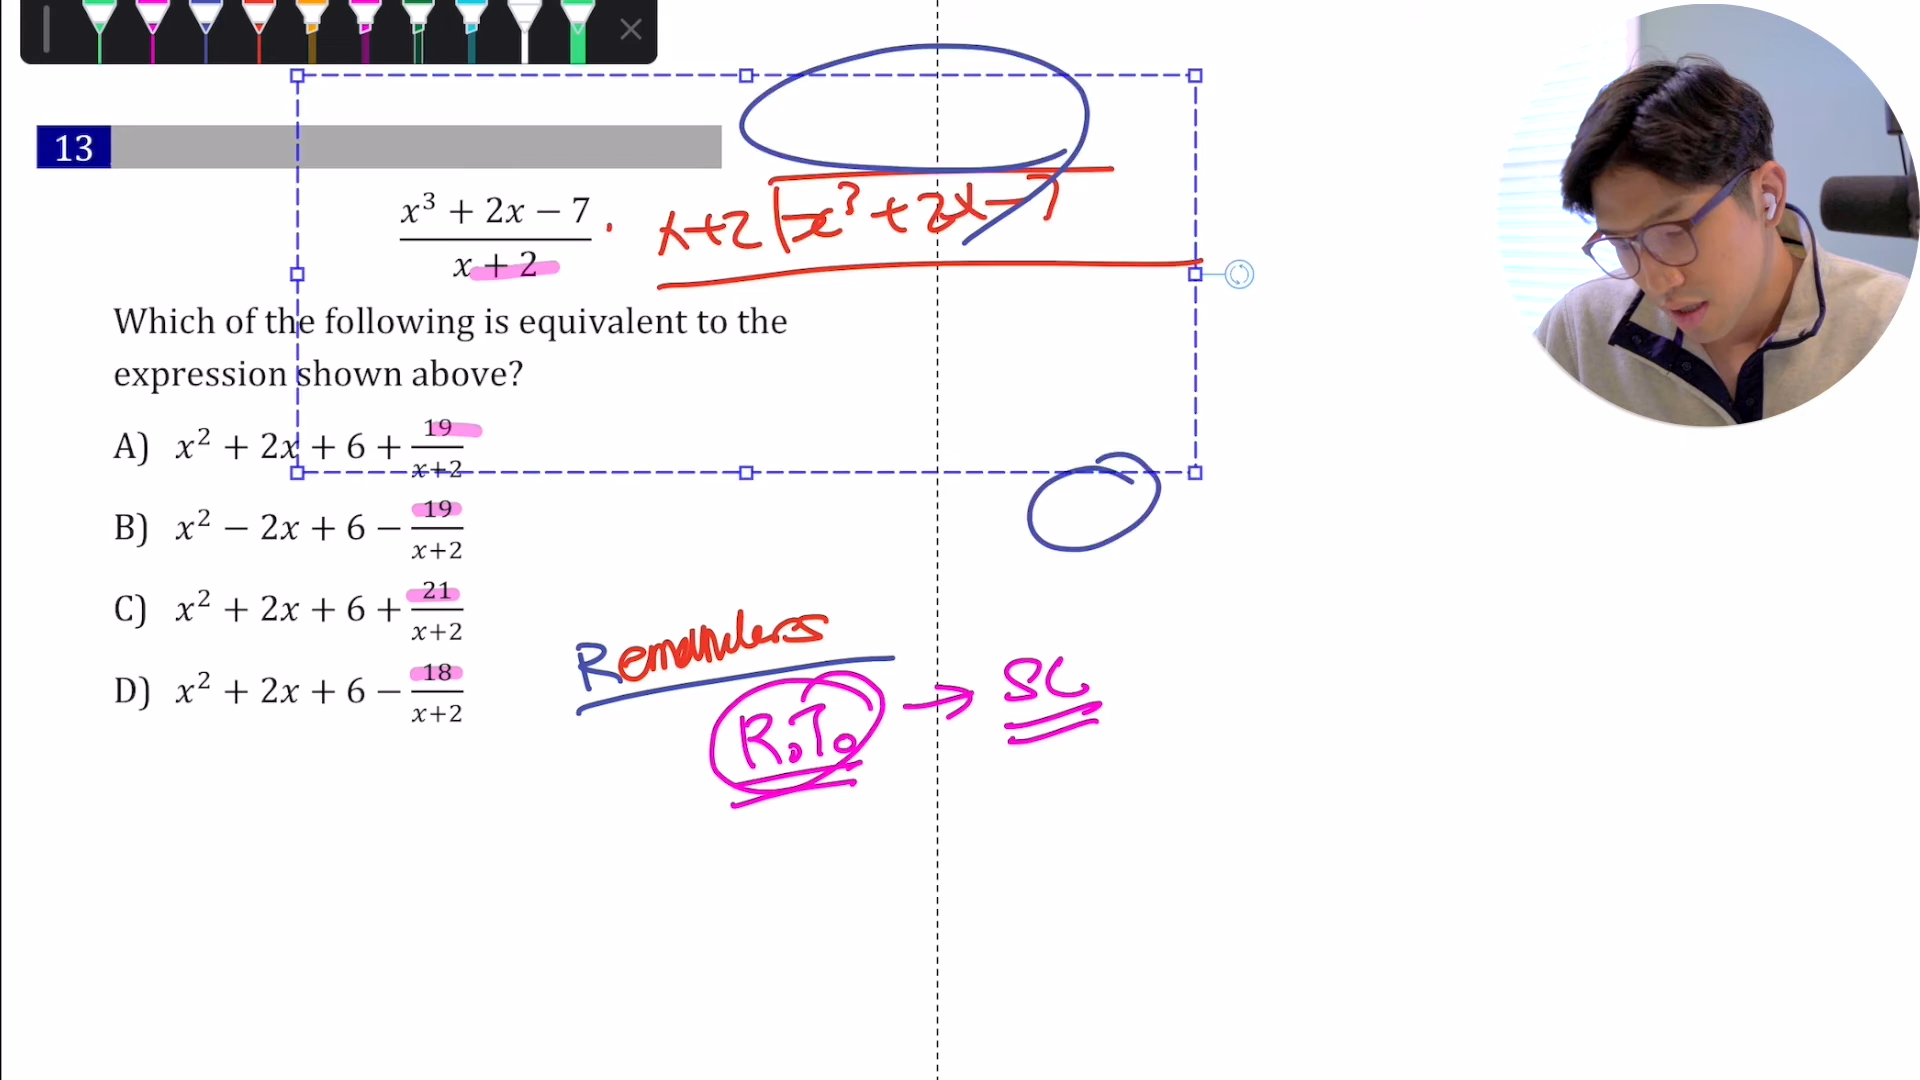 13
x³ + 2x − 7
x + 2
x+2 x³ + 2x − 7
Which of the following is equivalent to the
expression shown above?
A) x² + 2x + 6 + 19/x+2
B) x² − 2x + 6 − 19/x+2
C) x² + 2x + 6 + 21/x+2
D) x² + 2x + 6 − 18/x+2
Remainders
R.T. → SC